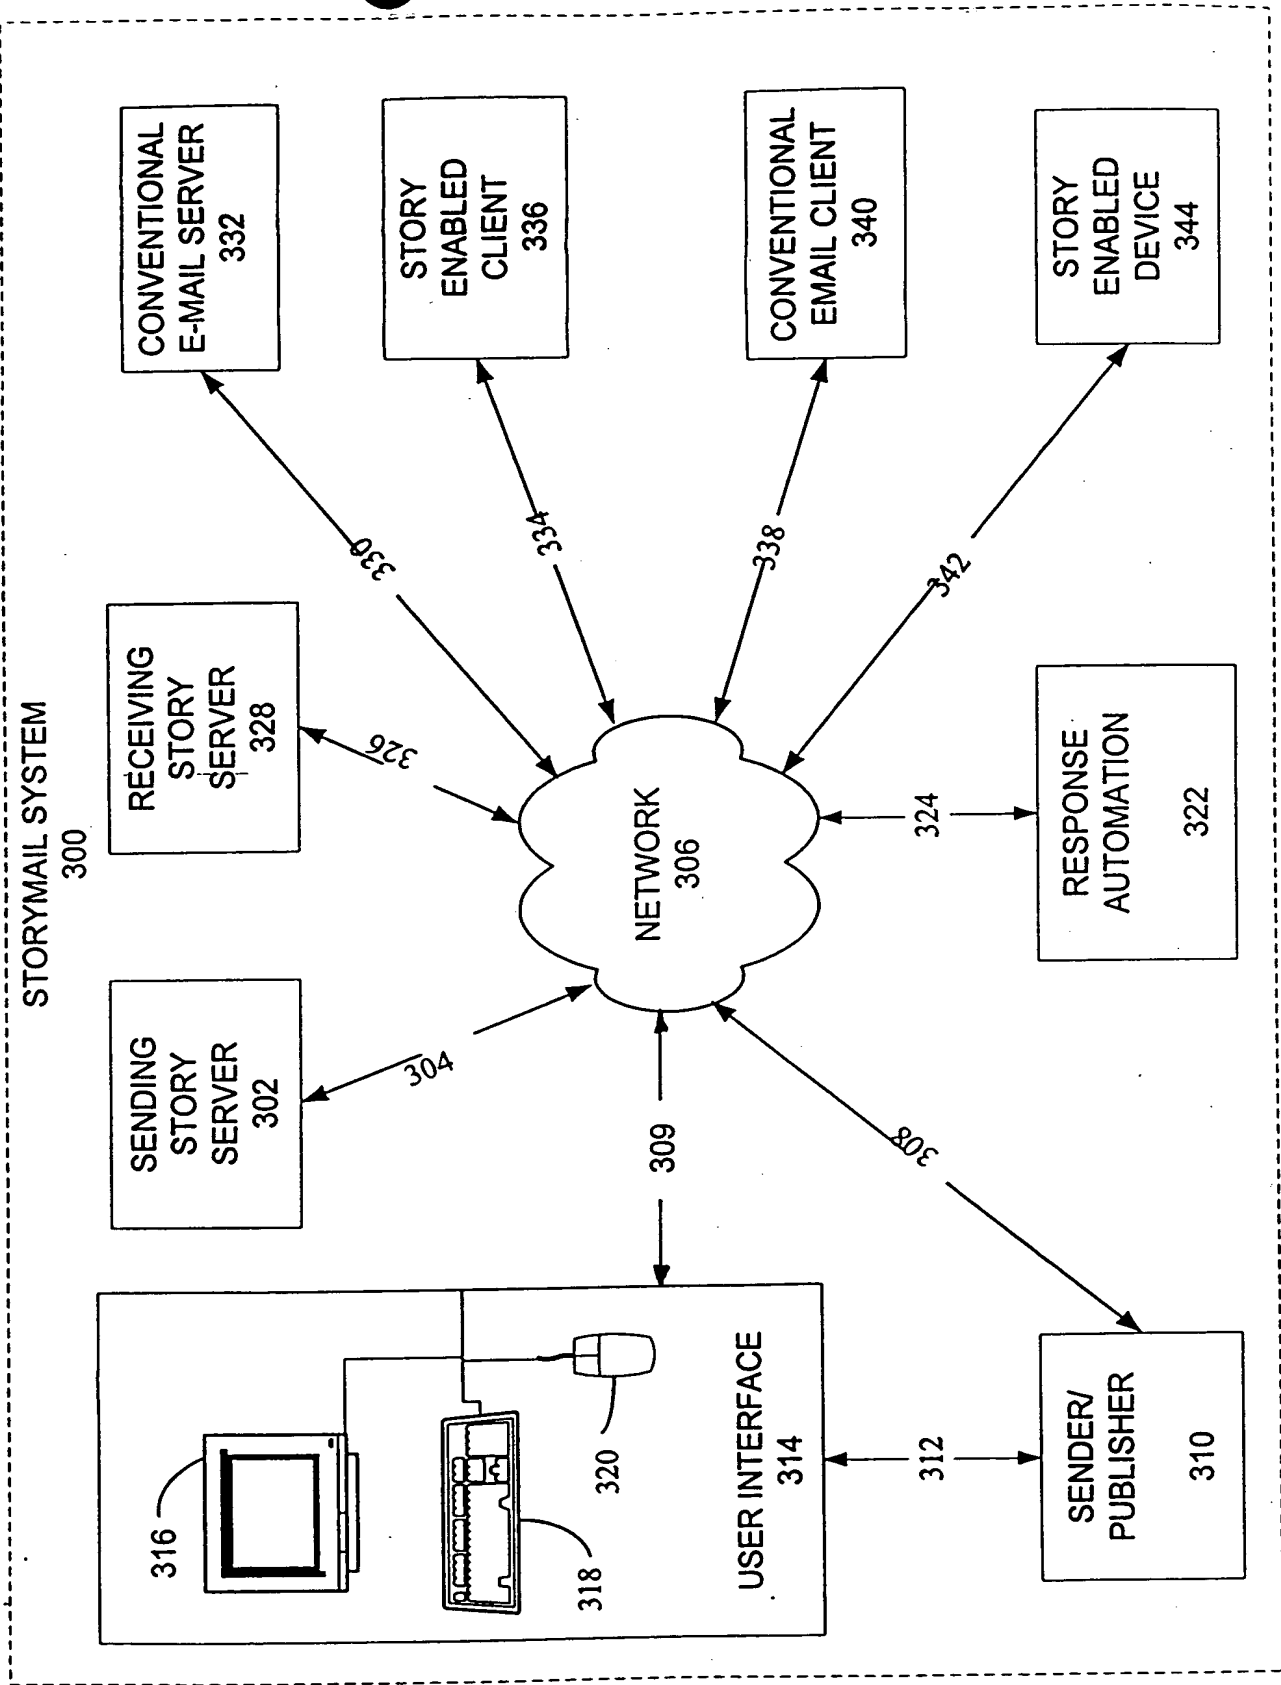 STORYMAIL SYSTEM
300
SENDING
STORY
SERVER
302
RECEIVING
STORY
SERVER
328
CONVENTIONAL
E-MAIL SERVER
332
STORY
ENABLED
CLIENT
336
CONVENTIONAL
EMAIL CLIENT
340
STORY
ENABLED
DEVICE
344
316
318
320
USER INTERFACE
314
304
326
330
334
338
342
309
NETWORK
306
308
324
312
SENDER/
PUBLISHER
310
RESPONSE
AUTOMATION
322